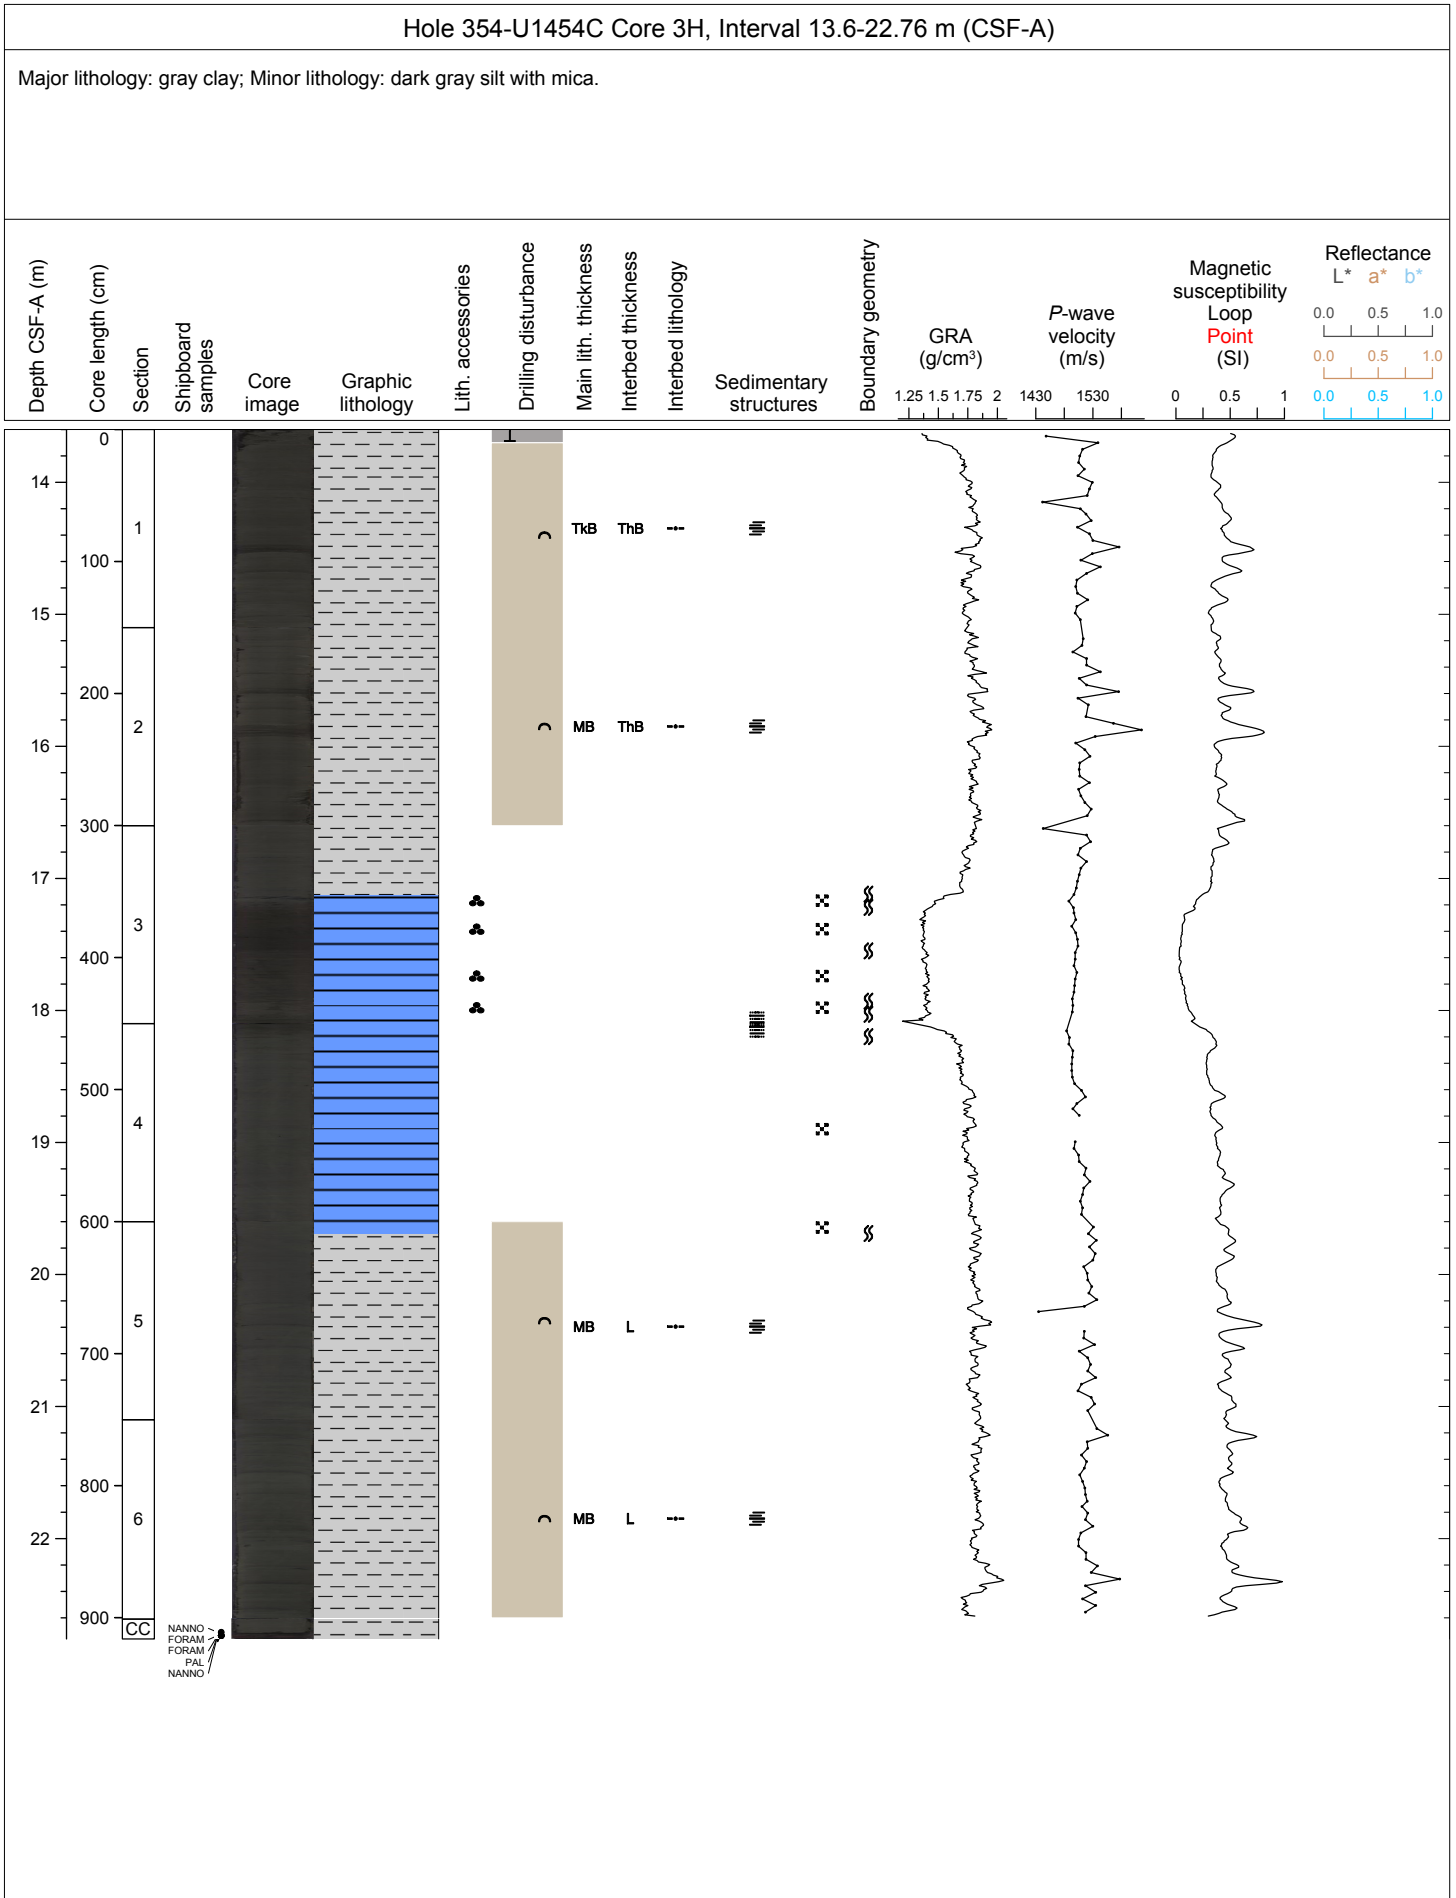 Hole 354-U1454C Core 3H, Interval 13.6-22.76 m (CSF-A)
Major lithology: gray clay; Minor lithology: dark gray silt with mica.
Depth CSF-A (m)
Core length (cm)
Section
Shipboard
samples
Core
image
Graphic
lithology
Lith. accessories
Drilling disturbance
Main lith. thickness
Interbed thickness
Interbed lithology
Sedimentary
structures
Boundary geometry
GRA
(g/cm³)
1.25 1.5 1.75 2
P-wave
velocity
(m/s)
1430 1530
Magnetic
susceptibility
Loop
Point
(SI)
0 0.5 1
Reflectance
L* a* b*
0.0 0.5 1.0
0.0 0.5 1.0
0.0 0.5 1.0
0
14
1 TkB ThB
100
15
200
2 MB ThB
16
300
17
3
400
18
500
4
19
600
20
5 MB L
700
21
800
6 MB L
22
900
CC
NANNO
FORAM
FORAM
PAL
NANNO